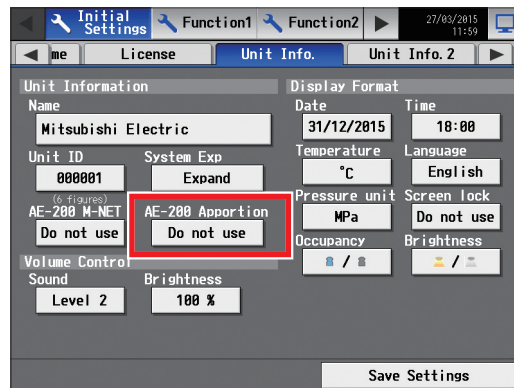 Initial Settings
Function1
Function2
27/03/2015
11:59
me
License
Unit Info.
Unit Info. 2
Unit Information
Name
Mitsubishi Electric
Unit ID
System Exp
000001
Expand
(6 figures)
AE-200 M-NET
AE-200 Apportion
Do not use
Do not use
Volume Control
Sound
Brightness
Level 2
100 %
Display Format
Date
Time
31/12/2015
18:00
Temperature
Language
°C
English
Pressure unit
Screen lock
MPa
Do not use
Occupancy
Brightness
/
/
Save Settings